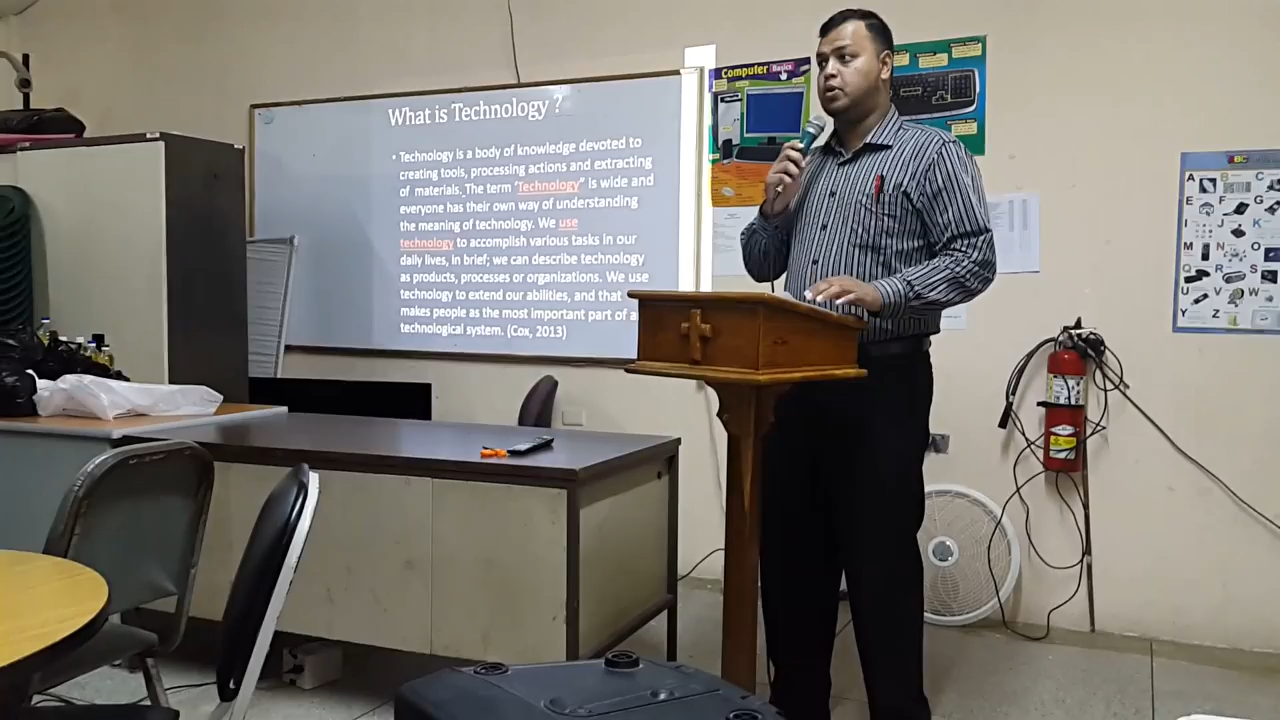 What is Technology ?
• Technology is a body of knowledge devoted to
creating tools, processing actions and extracting
of materials. The term ‘Technology” is wide and
everyone has their own way of understanding
the meaning of technology. We use
technology to accomplish various tasks in our
daily lives, in brief; we can describe technology
as products, processes or organizations. We use
technology to extend our abilities, and that
makes people as the most important part of a
technological system. (Cox, 2013)
Computer Basics
BC
A B C
E F G
I J K
M N O
Q R S
U V W
Y Z